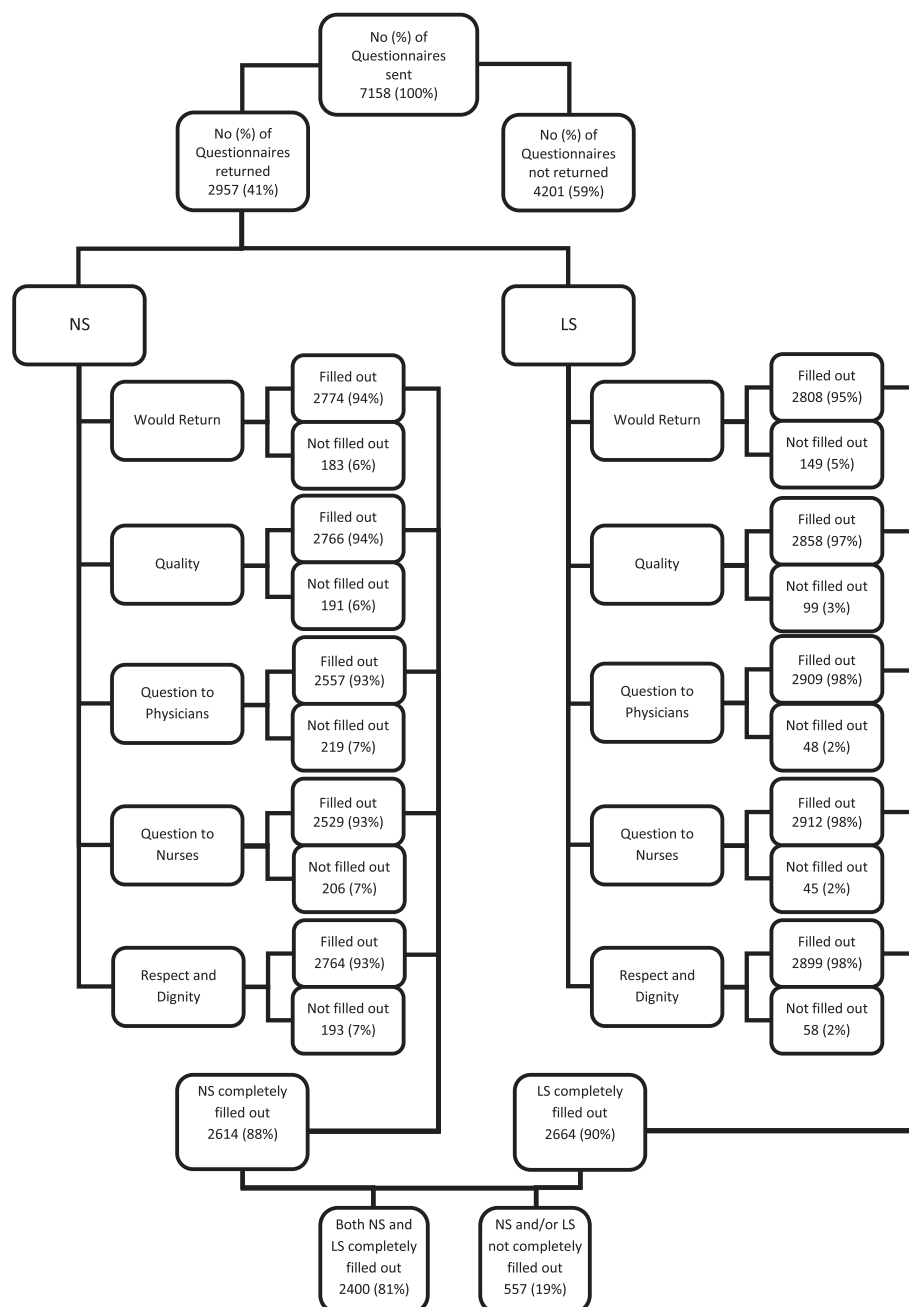 No (%) of
Questionnaires
sent
7158 (100%)
No (%) of
Questionnaires
returned
2957 (41%)
No (%) of
Questionnaires
not returned
4201 (59%)
NS
LS
Would Return
Filled out
2774 (94%)
Not filled out
183 (6%)
Quality
Filled out
2766 (94%)
Not filled out
191 (6%)
Question to
Physicians
Filled out
2557 (93%)
Not filled out
219 (7%)
Question to
Nurses
Filled out
2529 (93%)
Not filled out
206 (7%)
Respect and
Dignity
Filled out
2764 (93%)
Not filled out
193 (7%)
Would Return
Filled out
2808 (95%)
Not filled out
149 (5%)
Quality
Filled out
2858 (97%)
Not filled out
99 (3%)
Question to
Physicians
Filled out
2909 (98%)
Not filled out
48 (2%)
Question to
Nurses
Filled out
2912 (98%)
Not filled out
45 (2%)
Respect and
Dignity
Filled out
2899 (98%)
Not filled out
58 (2%)
NS completely
filled out
2614 (88%)
LS completely
filled out
2664 (90%)
Both NS and
LS completely
filled out
2400 (81%)
NS and/or LS
not completely
filled out
557 (19%)